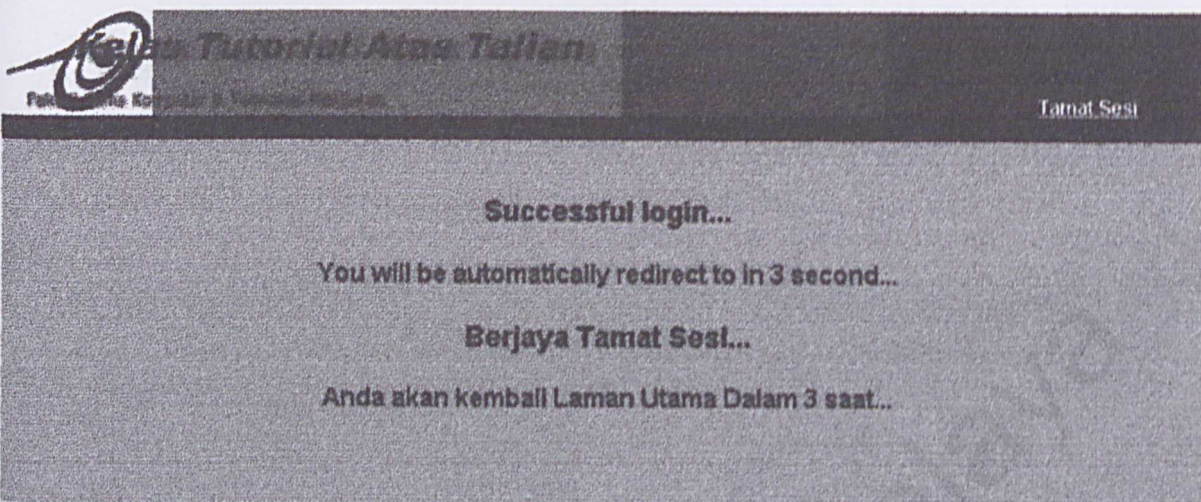 Kelas Tutorial Atas Talian
Tamat Sesi
Successful login...
You will be automatically redirect to in 3 second...
Berjaya Tamat Sesi...
Anda akan kembali Laman Utama Dalam 3 saat...